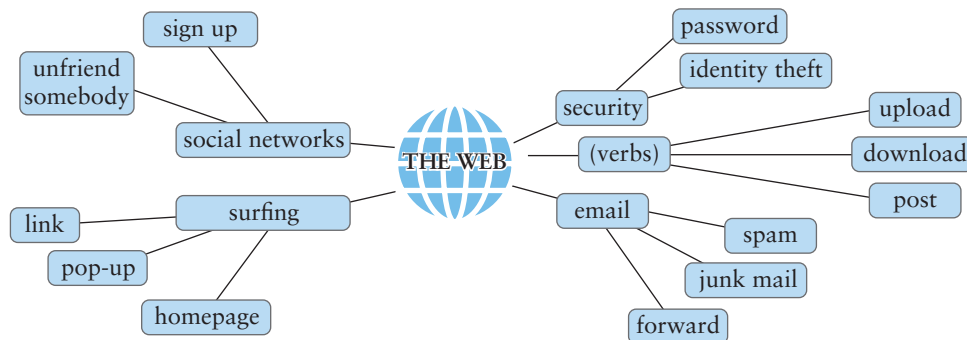 sign up
unfriend
somebody
social networks
THE WEB
surfing
link
pop-up
homepage
password
identity theft
security
(verbs)
upload
download
post
email
spam
junk mail
forward